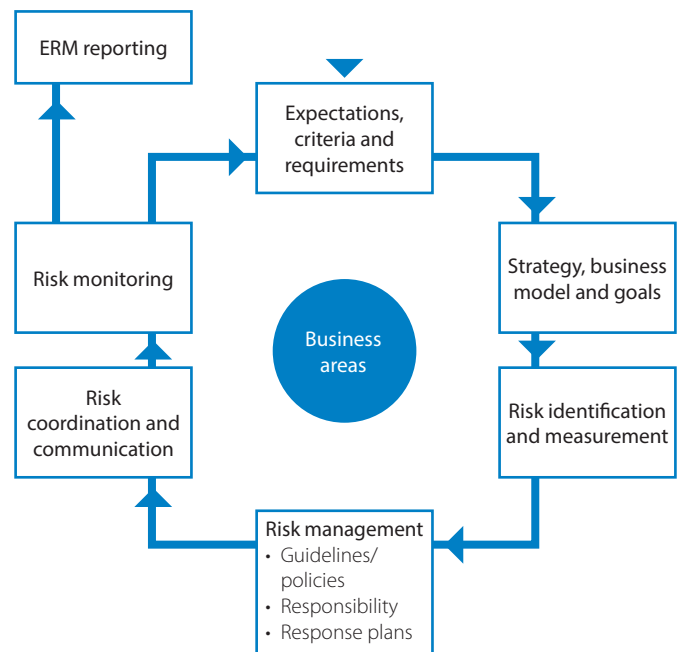 ERM reporting
Expectations,
criteria and
requirements
Strategy, business
model and goals
Risk identification
and measurement
Risk management
• Guidelines/
policies
• Responsibility
• Response plans
Risk
coordination and
communication
Risk monitoring
Business
areas